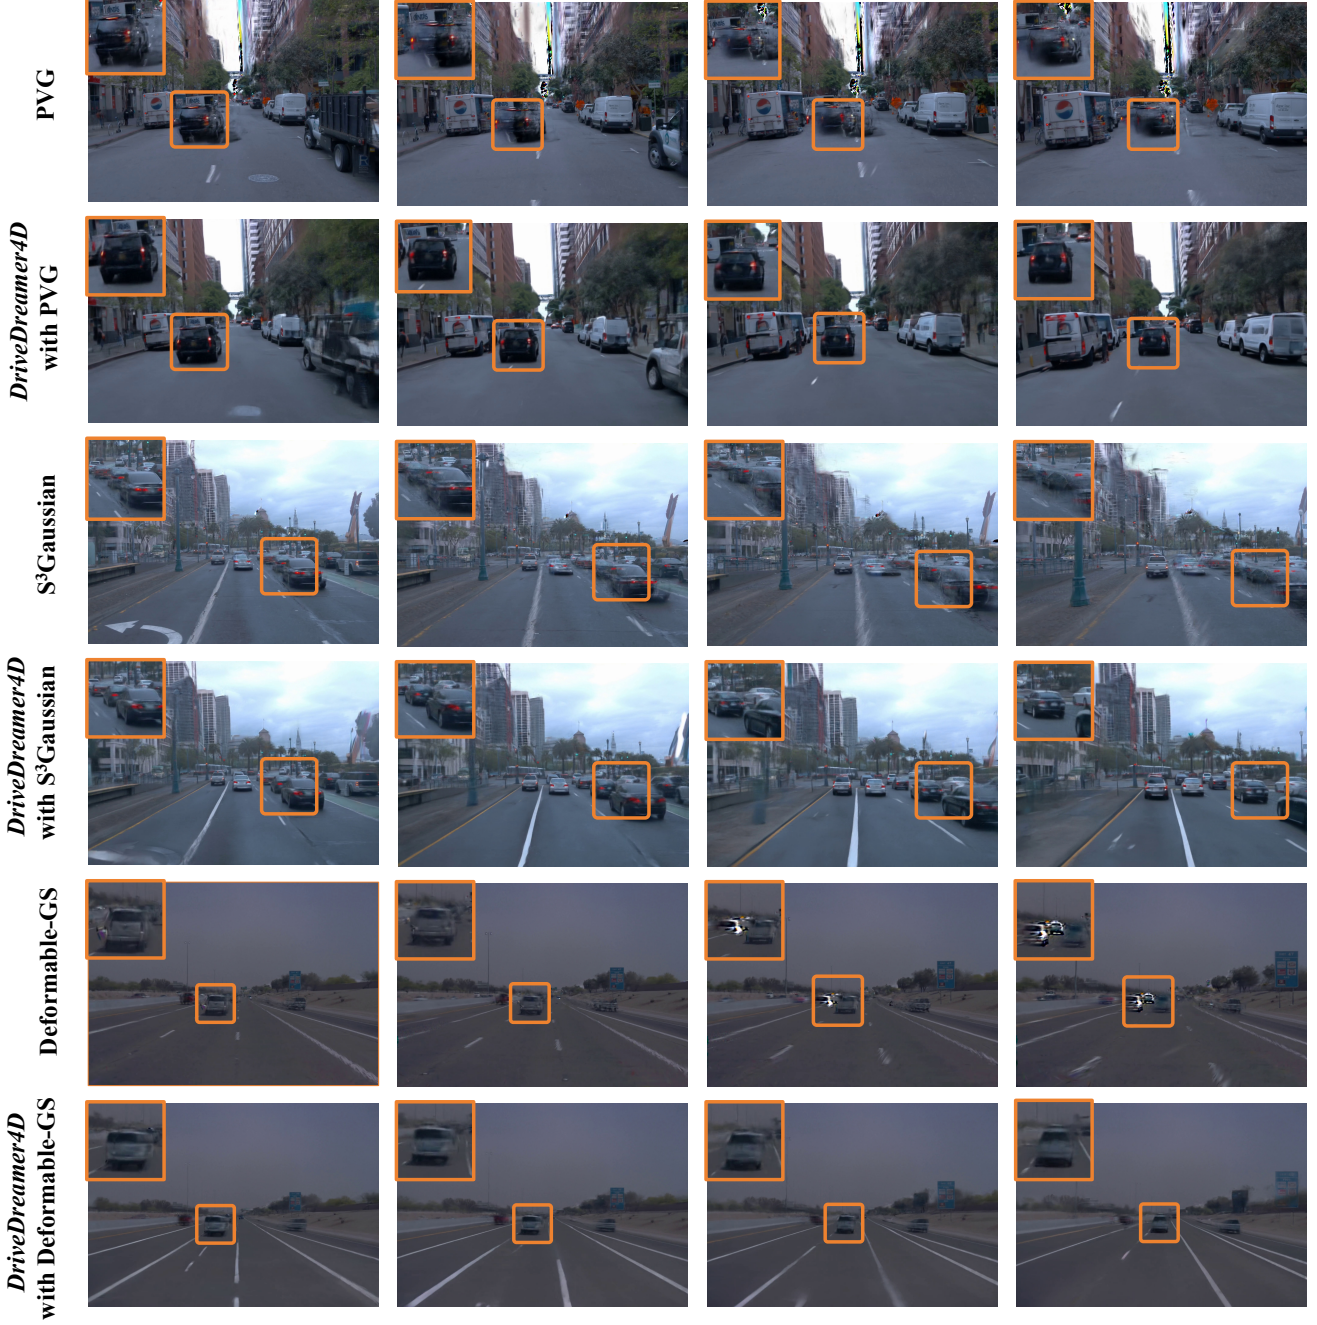 PVG
DriveDreamer4D
with PVG
S³Gaussian
DriveDreamer4D
with S³Gaussian
Deformable-GS
DriveDreamer4D
with Deformable-GS